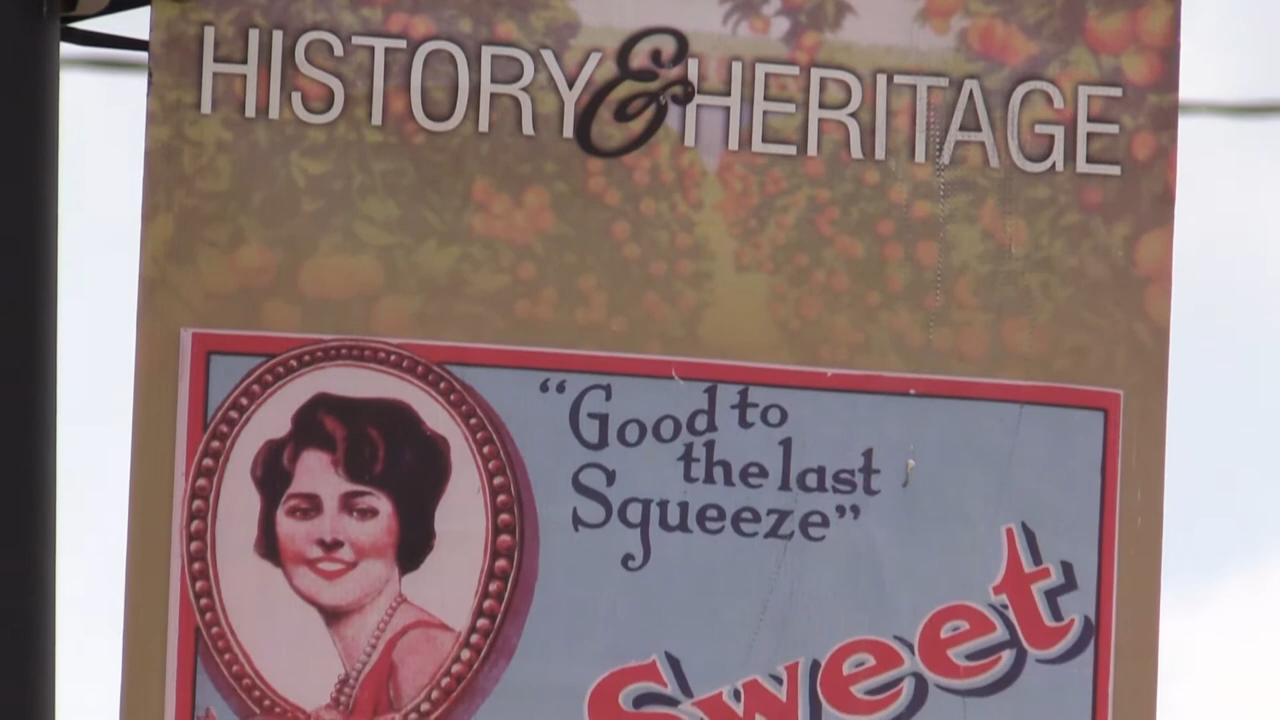 HISTORY & HERITAGE
“Good to
the last
Squeeze”
Sweet